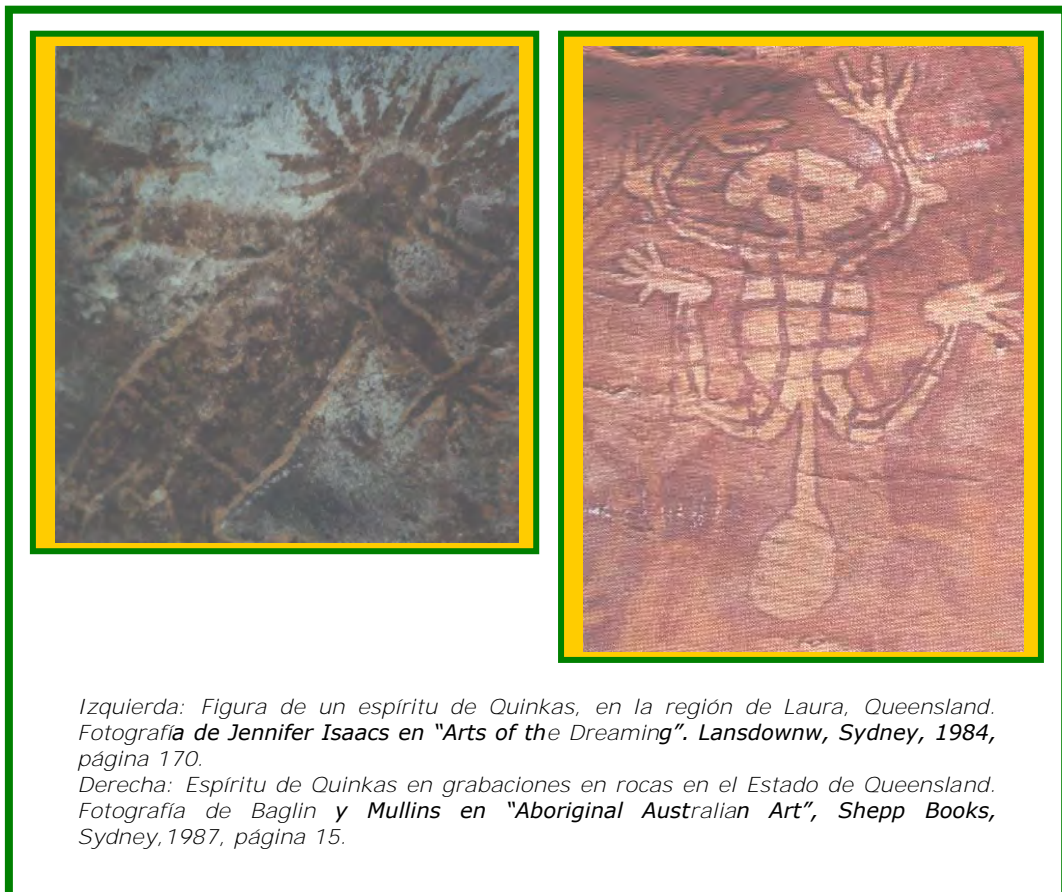 Izquierda: Figura de un espíritu de Quinkas, en la región de Laura, Queensland.
Fotografía de Jennifer Isaacs en “Arts of the Dreaming”. Lansdownw, Sydney, 1984,
página 170.
Derecha: Espíritu de Quinkas en grabaciones en rocas en el Estado de Queensland.
Fotografía de Baglin y Mullins en “Aboriginal Australian Art”, Shepp Books,
Sydney,1987, página 15.